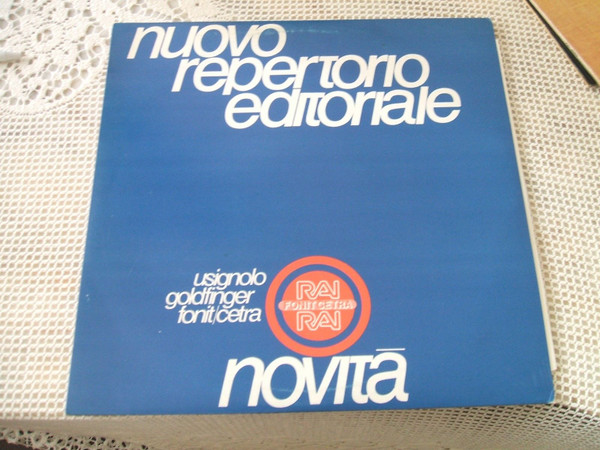 nuovo
repertorio
editoriale
usignolo
goldfinger
fonit/cetra
RAI
FONIT CETRA
RAI
novità